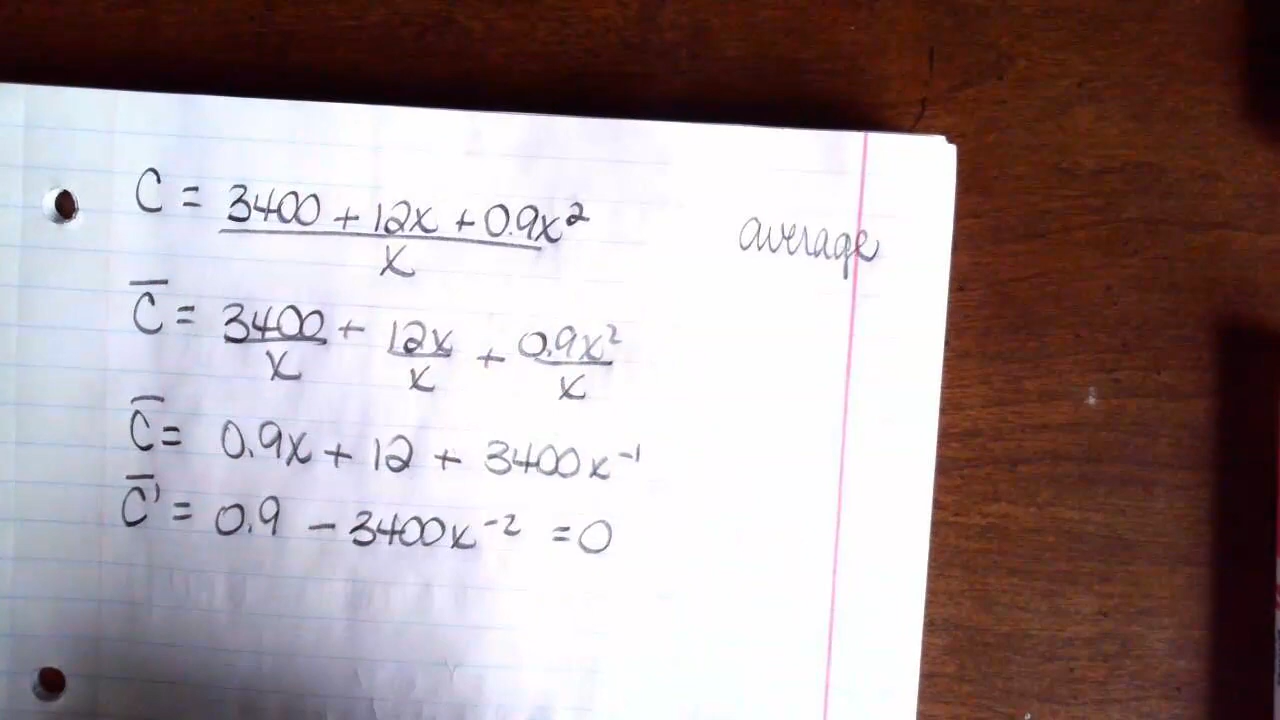 C = (3400 + 12x + 0.9x²)/x
average
C̅ = 3400/x + 12x/x + 0.9x²/x
C̅ = 0.9x + 12 + 3400x⁻¹
C̅' = 0.9 - 3400x⁻² = 0